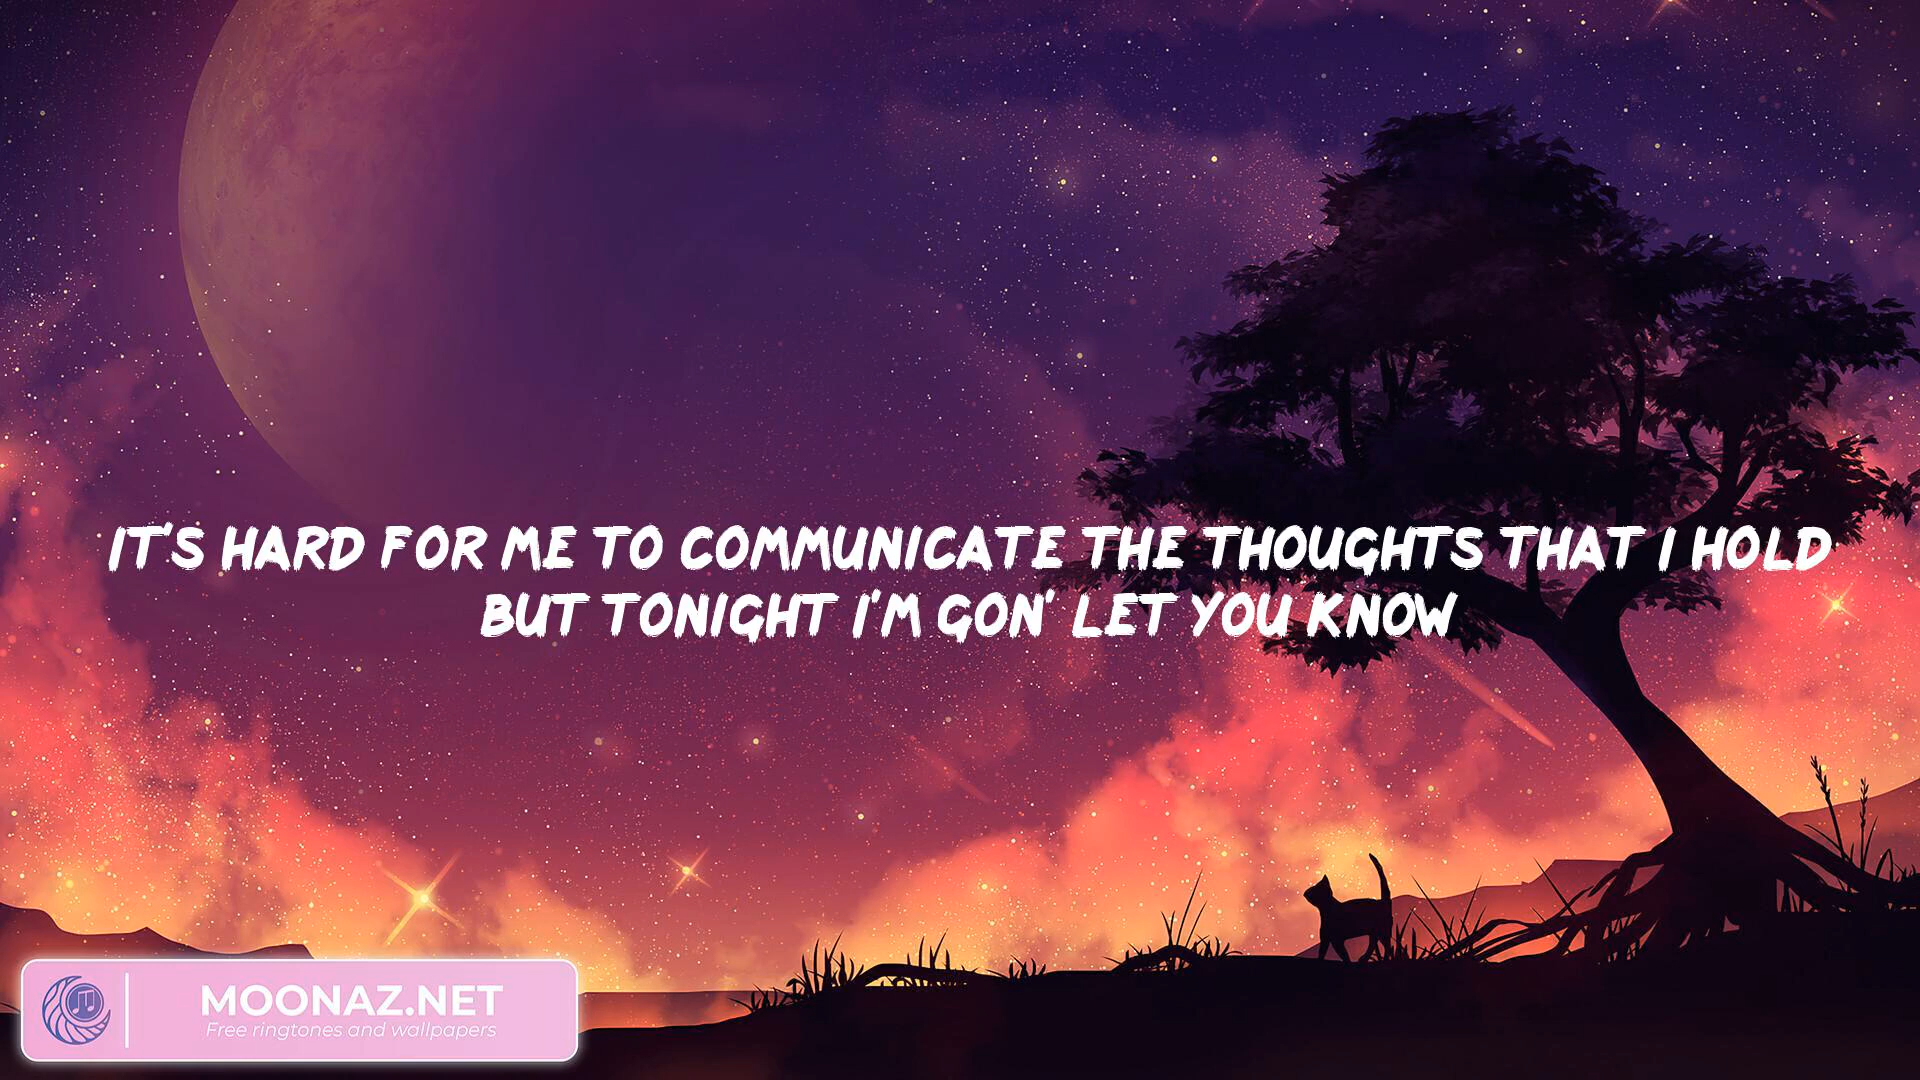 IT'S HARD FOR ME TO COMMUNICATE THE THOUGHTS THAT I HOLD
BUT TONIGHT I'M GON' LET YOU KNOW
MOONAZ.NET
Free ringtones and wallpapers